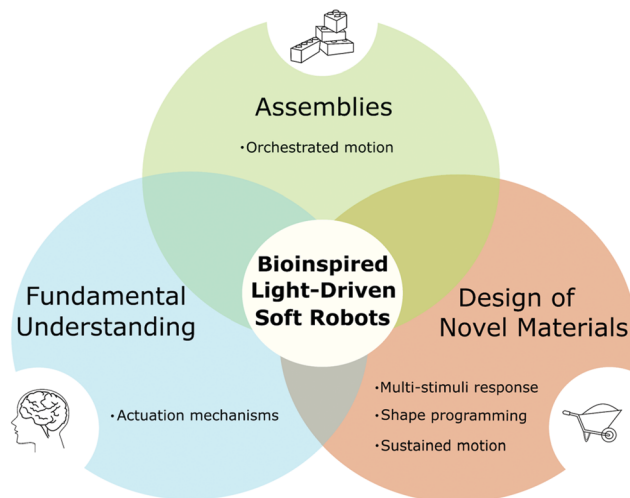 Assemblies
·Orchestrated motion
Bioinspired
Light-Driven
Soft Robots
Fundamental
Understanding
·Actuation mechanisms
Design of
Novel Materials
·Multi-stimuli response
·Shape programming
·Sustained motion